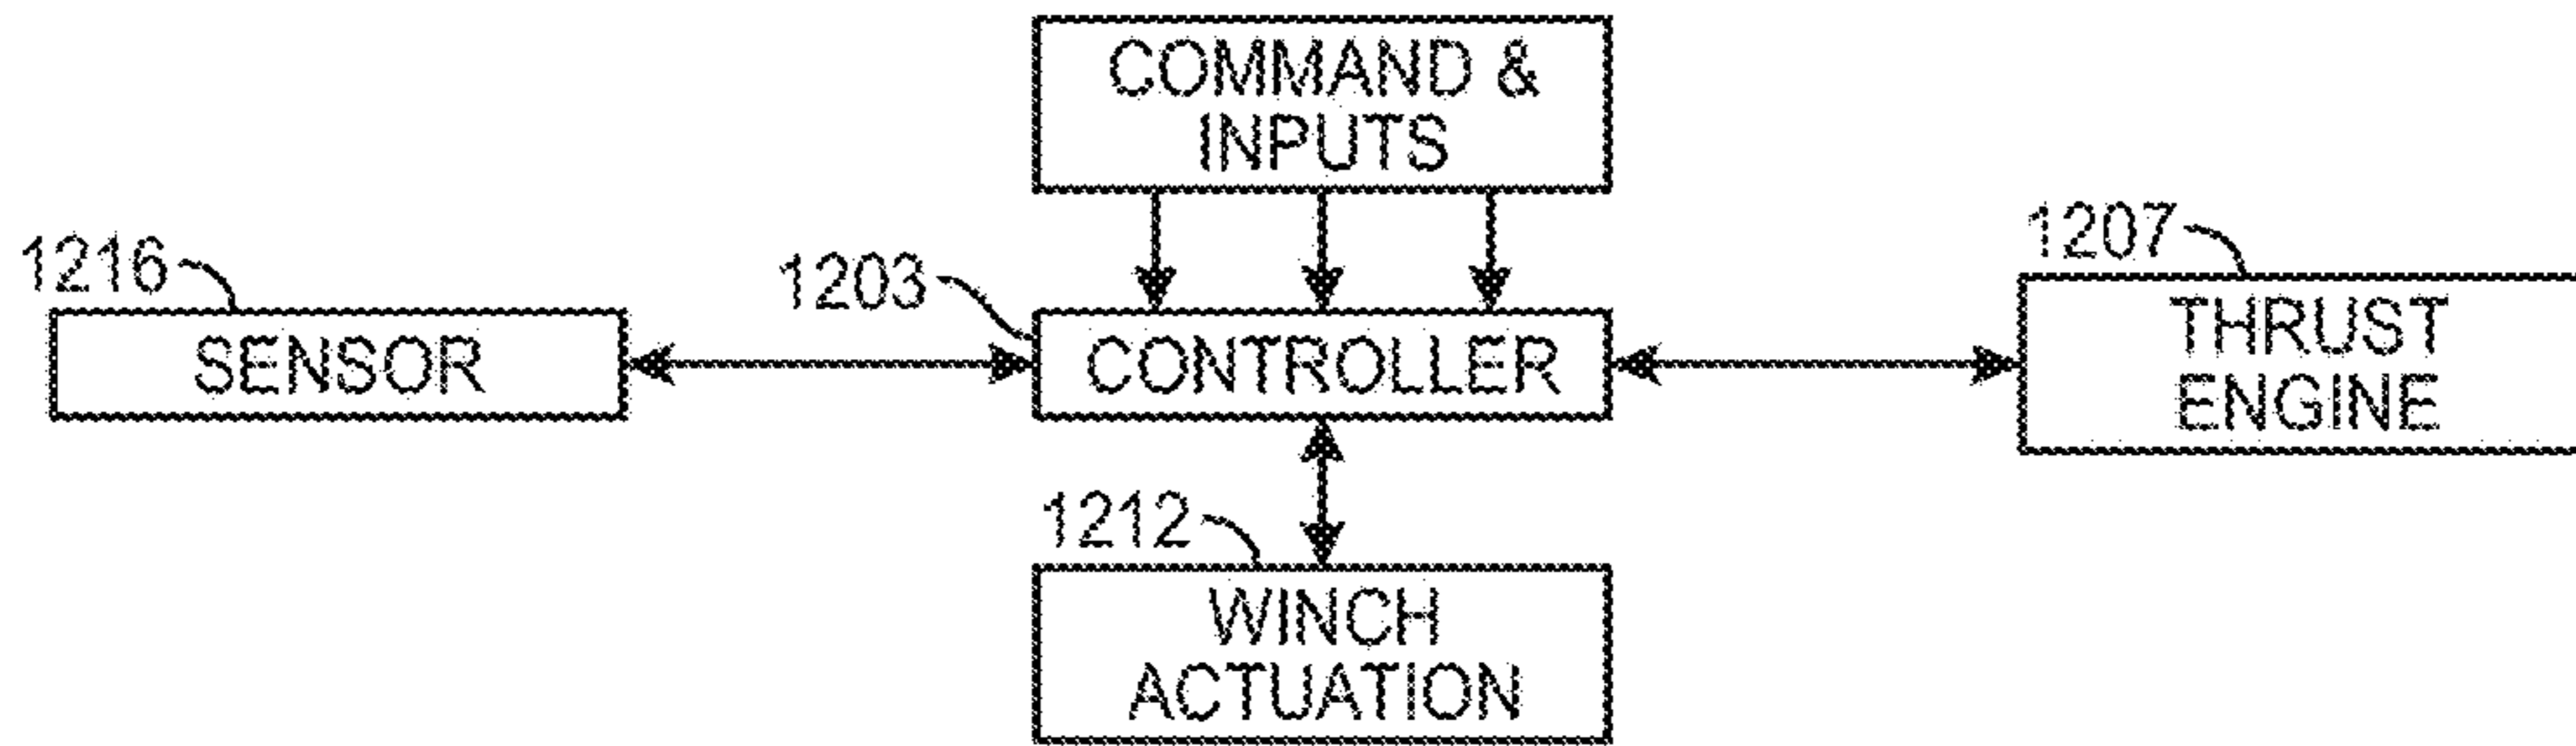 COMMAND &
INPUTS
1216
1203
1207
SENSOR
CONTROLLER
THRUST
ENGINE
1212
WINCH
ACTUATION